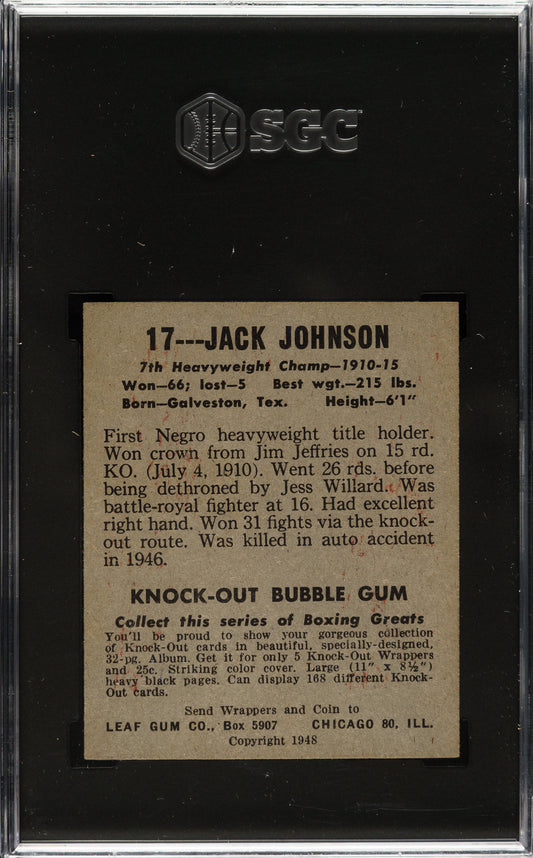 SGC
17---JACK JOHNSON
7th Heavyweight Champ—1910-15
Won—66; lost—5 Best wgt.—215 lbs.
Born—Galveston, Tex. Height—6'1"
First Negro heavyweight title holder.
Won crown from Jim Jeffries on 15 rd.
KO. (July 4, 1910). Went 26 rds. before
being dethroned by Jess Willard. Was
battle-royal fighter at 16. Had excellent
right hand. Won 31 fights via the knock-
out route. Was killed in auto accident
in 1946.
KNOCK-OUT BUBBLE GUM
Collect this series of Boxing Greats
You'll be proud to show your gorgeous collection
of Knock-Out cards in beautiful, specially-designed,
32-pg. Album. Get it for only 5 Knock-Out Wrappers
and 25c. Striking color cover. Large (11" x 8½")
heavy black pages. Can display 168 different Knock-
Out cards.
Send Wrappers and Coin to
LEAF GUM CO., Box 5907 CHICAGO 80, ILL.
Copyright 1948